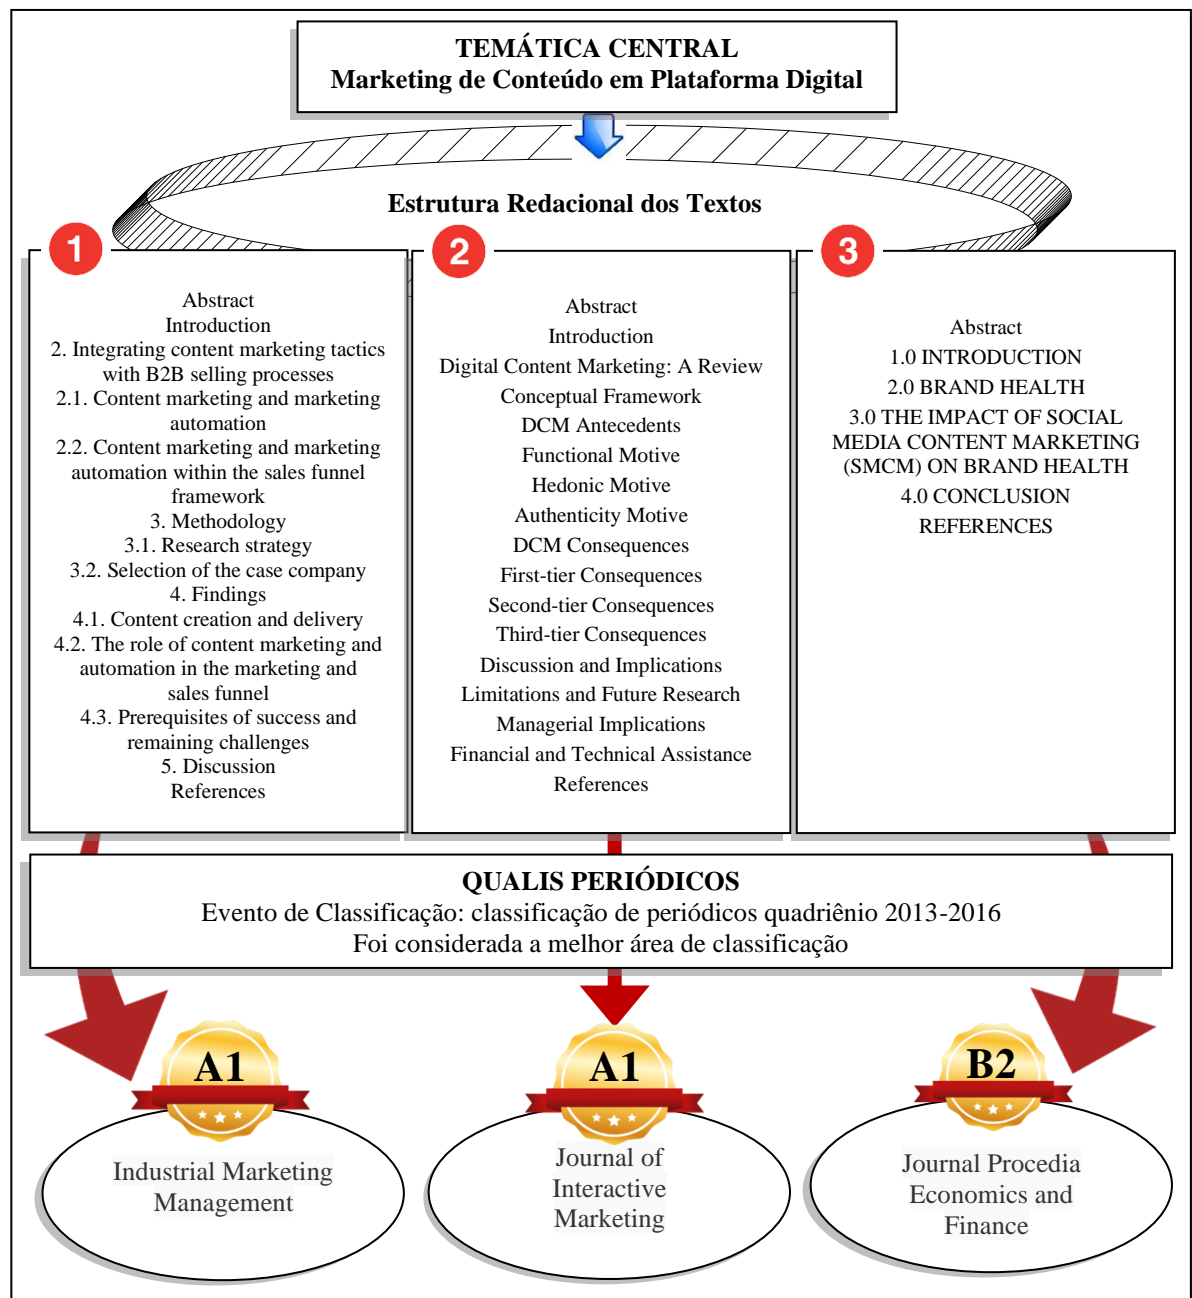 TEMÁTICA CENTRAL
Marketing de Conteúdo em Plataforma Digital
Estrutura Redacional dos Textos
1
Abstract
Introduction
2. Integrating content marketing tactics
with B2B selling processes
2.1. Content marketing and marketing
automation
2.2. Content marketing and marketing
automation within the sales funnel
framework
3. Methodology
3.1. Research strategy
3.2. Selection of the case company
4. Findings
4.1. Content creation and delivery
4.2. The role of content marketing and
automation in the marketing and
sales funnel
4.3. Prerequisites of success and
remaining challenges
5. Discussion
References
2
Abstract
Introduction
Digital Content Marketing: A Review
Conceptual Framework
DCM Antecedents
Functional Motive
Hedonic Motive
Authenticity Motive
DCM Consequences
First-tier Consequences
Second-tier Consequences
Third-tier Consequences
Discussion and Implications
Limitations and Future Research
Managerial Implications
Financial and Technical Assistance
References
3
Abstract
1.0 INTRODUCTION
2.0 BRAND HEALTH
3.0 THE IMPACT OF SOCIAL
MEDIA CONTENT MARKETING
(SMCM) ON BRAND HEALTH
4.0 CONCLUSION
REFERENCES
QUALIS PERIÓDICOS
Evento de Classificação: classificação de periódicos quadriênio 2013-2016
Foi considerada a melhor área de classificação
A1
Industrial Marketing
Management
A1
Journal of
Interactive
Marketing
B2
Journal Procedia
Economics and
Finance